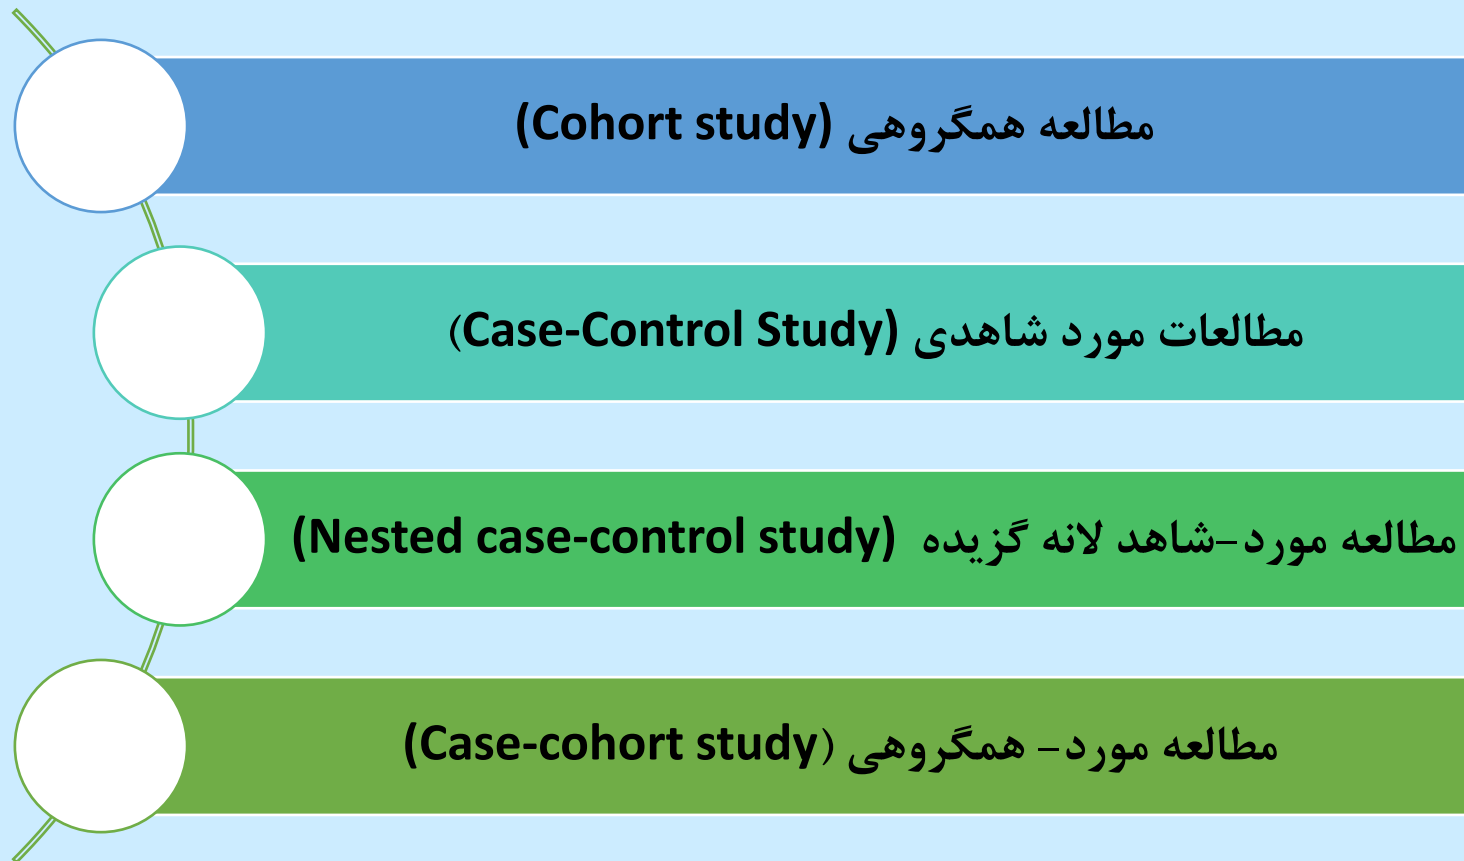 مطالعه همگروهی (Cohort study)
مطالعات مورد شاهدی (Case-Control Study)
مطالعه مورد-شاهد لانه گزیده (Nested case-control study)
مطالعه مورد- همگروهی (Case-cohort study)